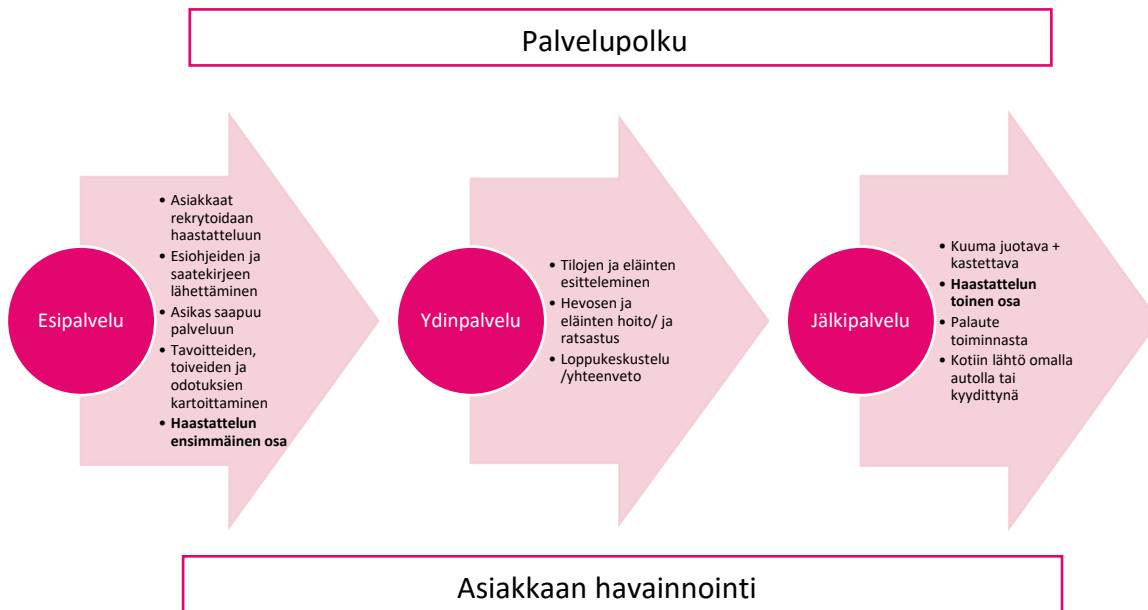 Palvelupolku
Esipalvelu
• Asiakkaat
rekrytoidaan
haastatteluun
• Esiohjeiden ja
saatekirjeen
lähettäminen
• Asikas saapuu
palveluun
• Tavoitteiden,
toiveiden ja
odotuksien
kartoittaminen
• Haastattelun
ensimmäinen osa
Ydinpalvelu
• Tilojen ja eläinten
esitteleminen
• Hevosen ja
eläinten hoito/ ja
ratsastus
• Loppukeskustelu
/yhteenveto
Jälkipalvelu
• Kuuma juotava +
kastettava
• Haastattelun
toinen osa
• Palaute
toiminnasta
• Kotiin lähtö omalla
autolla tai
kyydittynä
Asiakkaan havainnointi